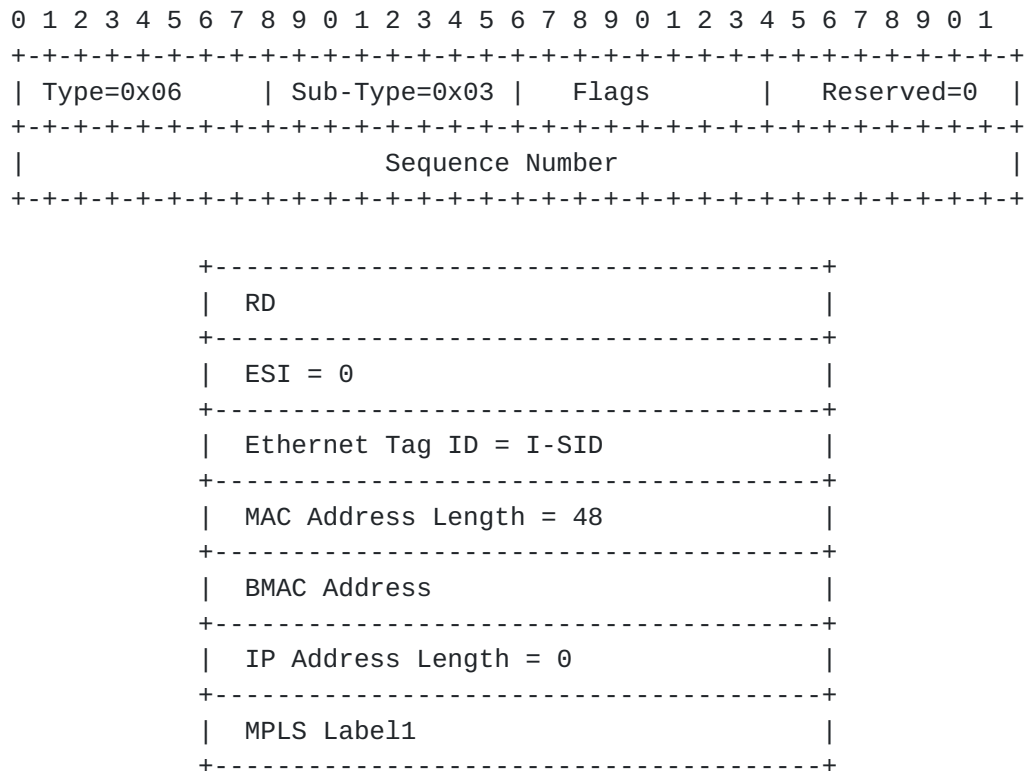 0 1 2 3 4 5 6 7 8 9 0 1 2 3 4 5 6 7 8 9 0 1 2 3 4 5 6 7 8 9 0 1
+-+-+-+-+-+-+-+-+-+-+-+-+-+-+-+-+-+-+-+-+-+-+-+-+-+-+-+-+-+-+-+-+
| Type=0x06     | Sub-Type=0x03 |   Flags       |   Reserved=0  |
+-+-+-+-+-+-+-+-+-+-+-+-+-+-+-+-+-+-+-+-+-+-+-+-+-+-+-+-+-+-+-+-+
|                       Sequence Number                         |
+-+-+-+-+-+-+-+-+-+-+-+-+-+-+-+-+-+-+-+-+-+-+-+-+-+-+-+-+-+-+-+-+
+---------------------------------------+
|  RD                                   |
+---------------------------------------+
|  ESI = 0                              |
+---------------------------------------+
|  Ethernet Tag ID = I-SID              |
+---------------------------------------+
|  MAC Address Length = 48              |
+---------------------------------------+
|  BMAC Address                         |
+---------------------------------------+
|  IP Address Length = 0                |
+---------------------------------------+
|  MPLS Label1                          |
+---------------------------------------+